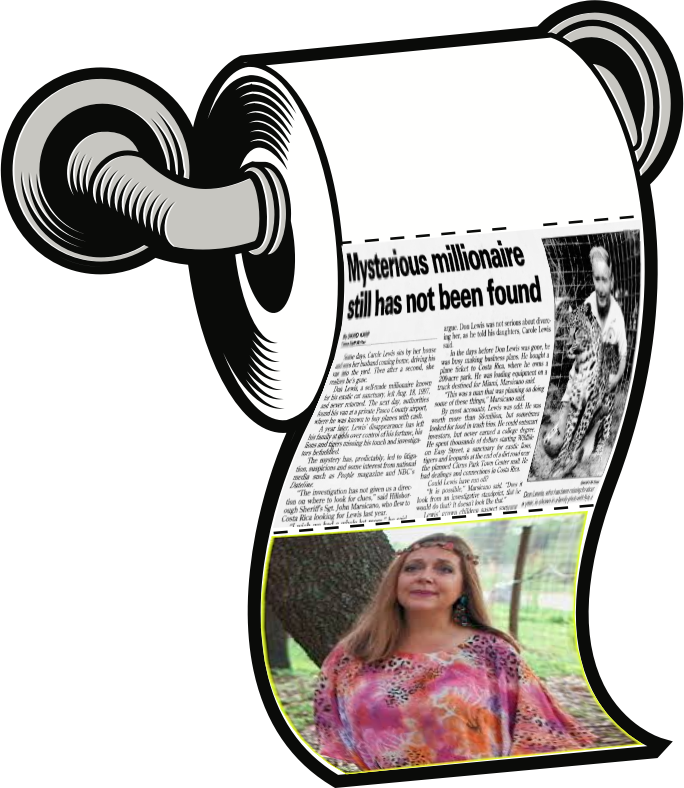 Mysterious millionaire
still has not been found
Some days, Carole Lewis sits by her home
and sees her husband coming home, driving his
van into the yard. Then after a second, she
realizes he's gone.
Don Lewis, a self-made millionaire known
for his exotic cat sanctuary, left Aug. 18, 1997,
and never returned. The next day, authorities
found his van at a private Pasco County airport,
where he was known to buy planes with cash.
A year later, Lewis' disappearance has left
his family at odds over control of his fortune, his
lions and tigers missing his touch and investiga-
tors befuddled.
The mystery has, predictably, led to litiga-
tion, suspicions and some interest from national
media such as People magazine and NBC's
Dateline.
"The investigation has not given us a direc-
tion on where to look for clues," said Hillsbor-
ough Sheriff's Sgt. John Marsicano, who flew to
Costa Rica looking for Lewis last year.
argue. Don Lewis was not serious about divorc-
ing her, as he told his daughters, Carole Lewis
said.
In the days before Don Lewis was gone, he
was busy making business plans. He bought a
plane ticket to Costa Rica, where he owns a
200-acre park. He was loading equipment on a
truck destined for Miami, Marsicano said.
"This was a man that was planning on doing
some of these things," Marsicano said.
By most accounts, Lewis was odd. He was
worth more than $6-million, but sometimes
looked for food in trash bins. He could outsmart
investors, but never earned a college degree.
He spent thousands of dollars starting Wildlife
on Easy Street, a sanctuary for exotic lions,
tigers and leopards at the end of a dirt road near
the planned Citrus Park Town Center mall. He
had dealings and connections in Costa Rica.
Could Lewis have run off?
"It is possible," Marsicano said. "Does it
look from an investigative standpoint, that he
would do that? It doesn't look like that."
Lewis' grown children suspect